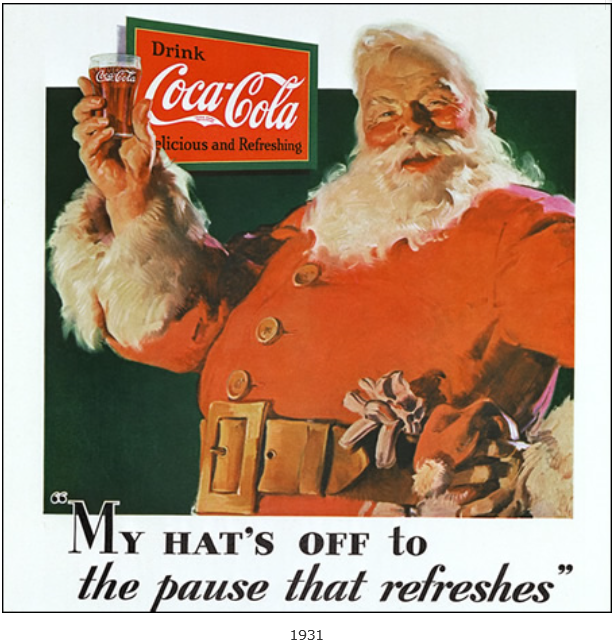 Drink
Coca-Cola
elicious and Refreshing
Coca-Cola
"My hat's off to
the pause that refreshes"
1931